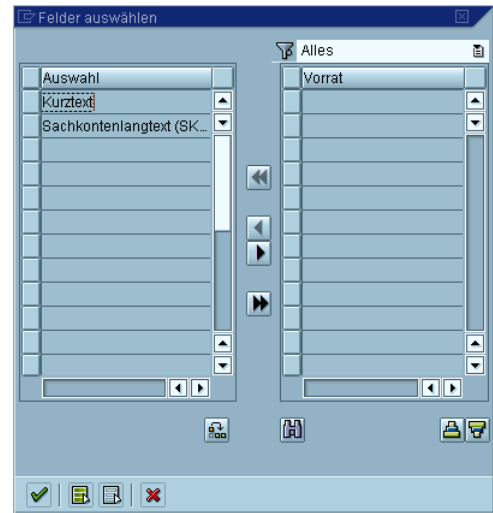 Felder auswählen
Alles
Auswahl
Vorrat
Kurztext
Sachkontenlangtext (SK...